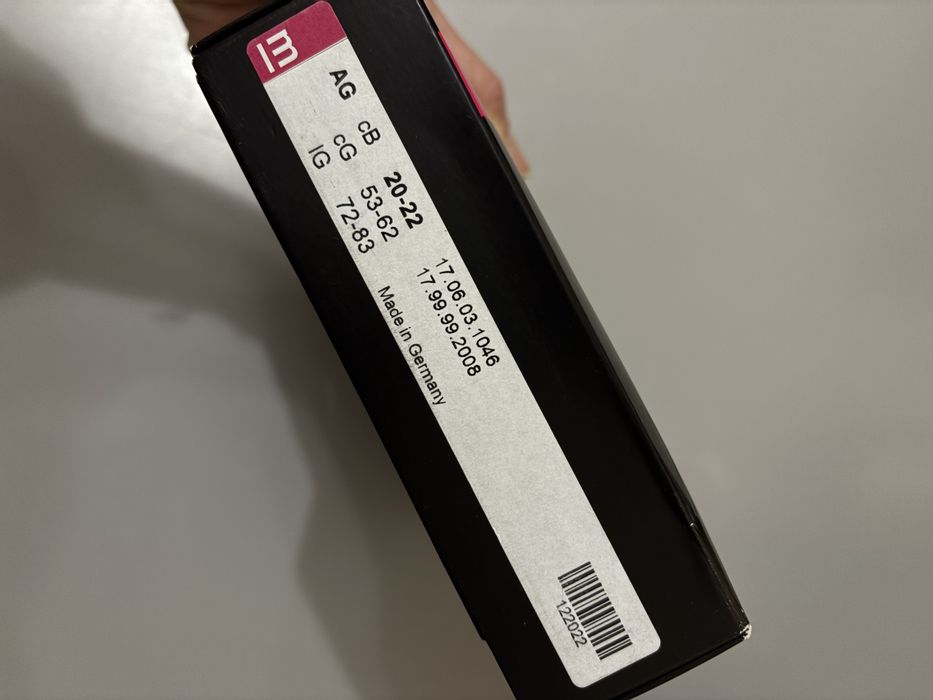 m
AG
cB 20-22
cG 53-62
lG 72-83
17.06.03.1046
17.99.99.2008
Made in Germany
122022